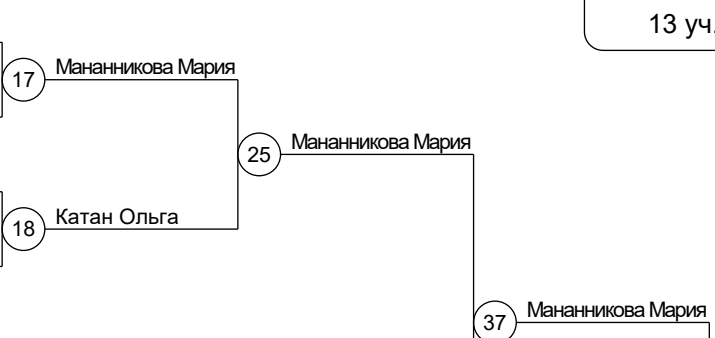 13 уч.
17 Мананникова Мария
25 Мананникова Мария
18 Катан Ольга
37 Мананникова Мария